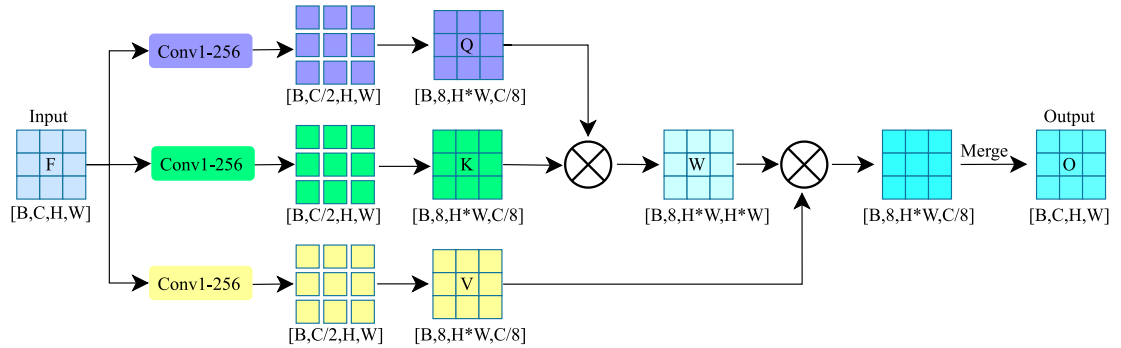 Conv1-256
[B,C/2,H,W]
Q
[B,8,H*W,C/8]
Input
F
[B,C,H,W]
Conv1-256
[B,C/2,H,W]
K
[B,8,H*W,C/8]
W
[B,8,H*W,H*W]
[B,8,H*W,C/8]
Merge
Output
O
[B,C,H,W]
Conv1-256
[B,C/2,H,W]
V
[B,8,H*W,C/8]